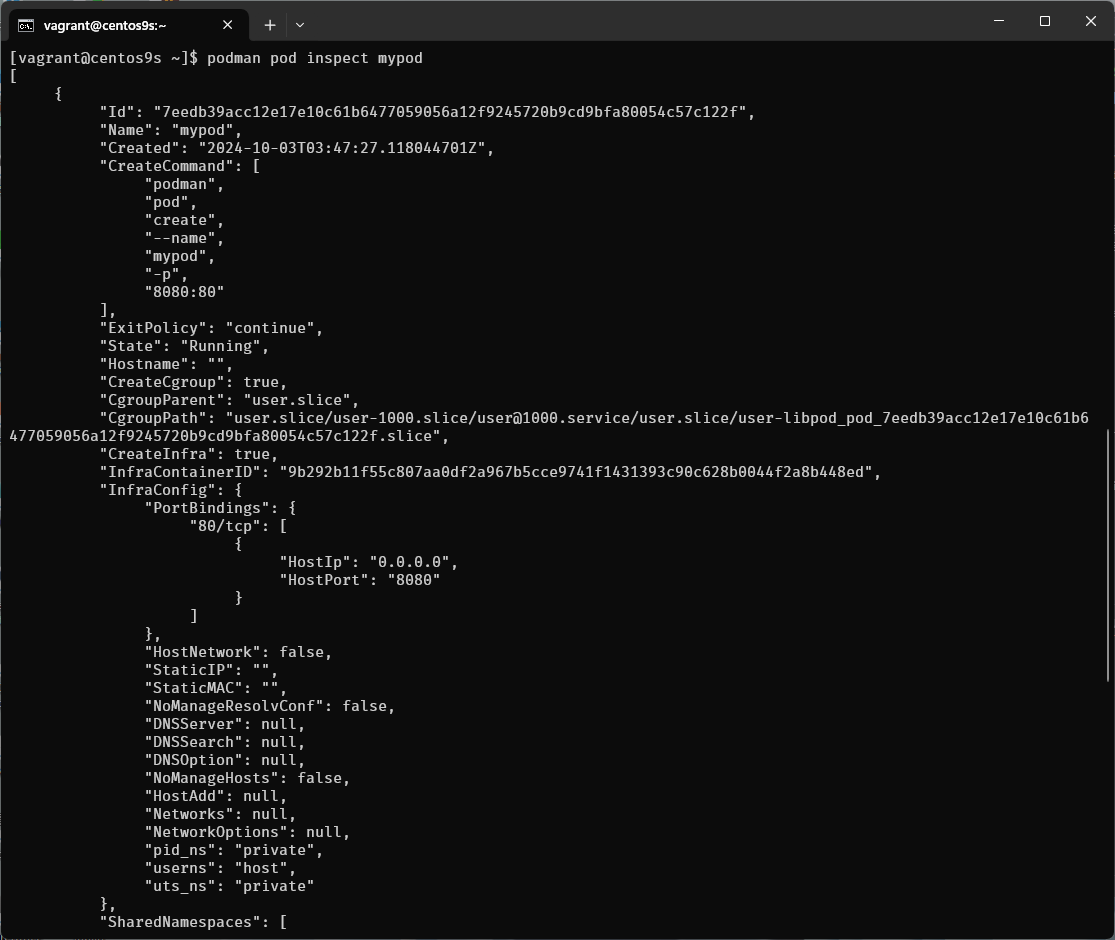 vagrant@centos9s:~
[vagrant@centos9s ~]$ podman pod inspect mypod
[
     {
          "Id": "7eedb39acc12e17e10c61b6477059056a12f9245720b9cd9bfa80054c57c122f",
          "Name": "mypod",
          "Created": "2024-10-03T03:47:27.118044701Z",
          "CreateCommand": [
               "podman",
               "pod",
               "create",
               "--name",
               "mypod",
               "-p",
               "8080:80"
          ],
          "ExitPolicy": "continue",
          "State": "Running",
          "Hostname": "",
          "CreateCgroup": true,
          "CgroupParent": "user.slice",
          "CgroupPath": "user.slice/user-1000.slice/user@1000.service/user.slice/user-libpod_pod_7eedb39acc12e17e10c61b6
477059056a12f9245720b9cd9bfa80054c57c122f.slice",
          "CreateInfra": true,
          "InfraContainerID": "9b292b11f55c807aa0df2a967b5cce9741f1431393c90c628b0044f2a8b448ed",
          "InfraConfig": {
               "PortBindings": {
                    "80/tcp": [
                         {
                              "HostIp": "0.0.0.0",
                              "HostPort": "8080"
                         }
                    ]
               },
               "HostNetwork": false,
               "StaticIP": "",
               "StaticMAC": "",
               "NoManageResolvConf": false,
               "DNSServer": null,
               "DNSSearch": null,
               "DNSOption": null,
               "NoManageHosts": false,
               "HostAdd": null,
               "Networks": null,
               "NetworkOptions": null,
               "pid_ns": "private",
               "userns": "host",
               "uts_ns": "private"
          },
          "SharedNamespaces": [